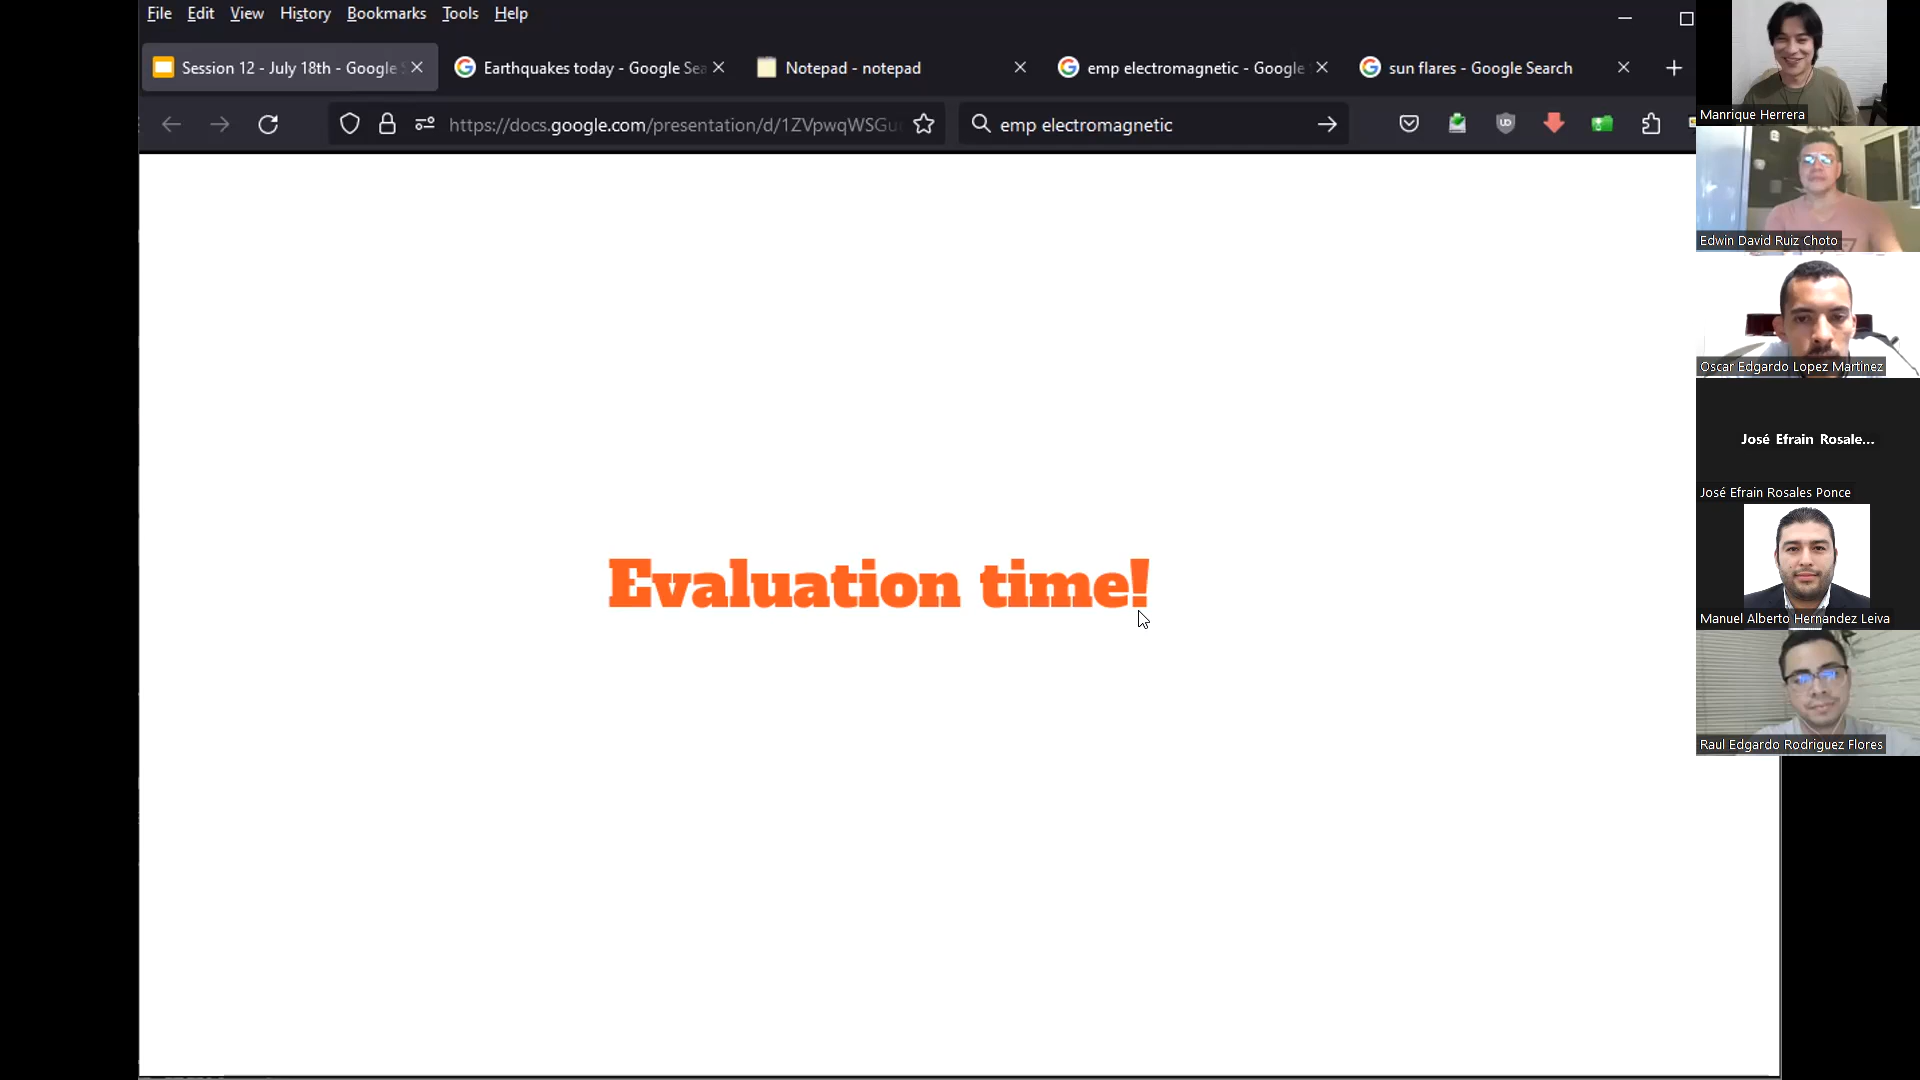 File Edit View History Bookmarks Tools Help
Session 12 - July 18th - Google S
Earthquakes today - Google Sea
Notepad - notepad
emp electromagnetic - Google S
sun flares - Google Search
https://docs.google.com/presentation/d/1ZVpwqWSGu
emp electromagnetic
Evaluation time!
Manrique Herrera
Edwin David Ruiz Choto
Oscar Edgardo Lopez Martinez
José Efrain Rosale...
José Efrain Rosales Ponce
Manuel Alberto Hernandez Leiva
Raul Edgardo Rodriguez Flores